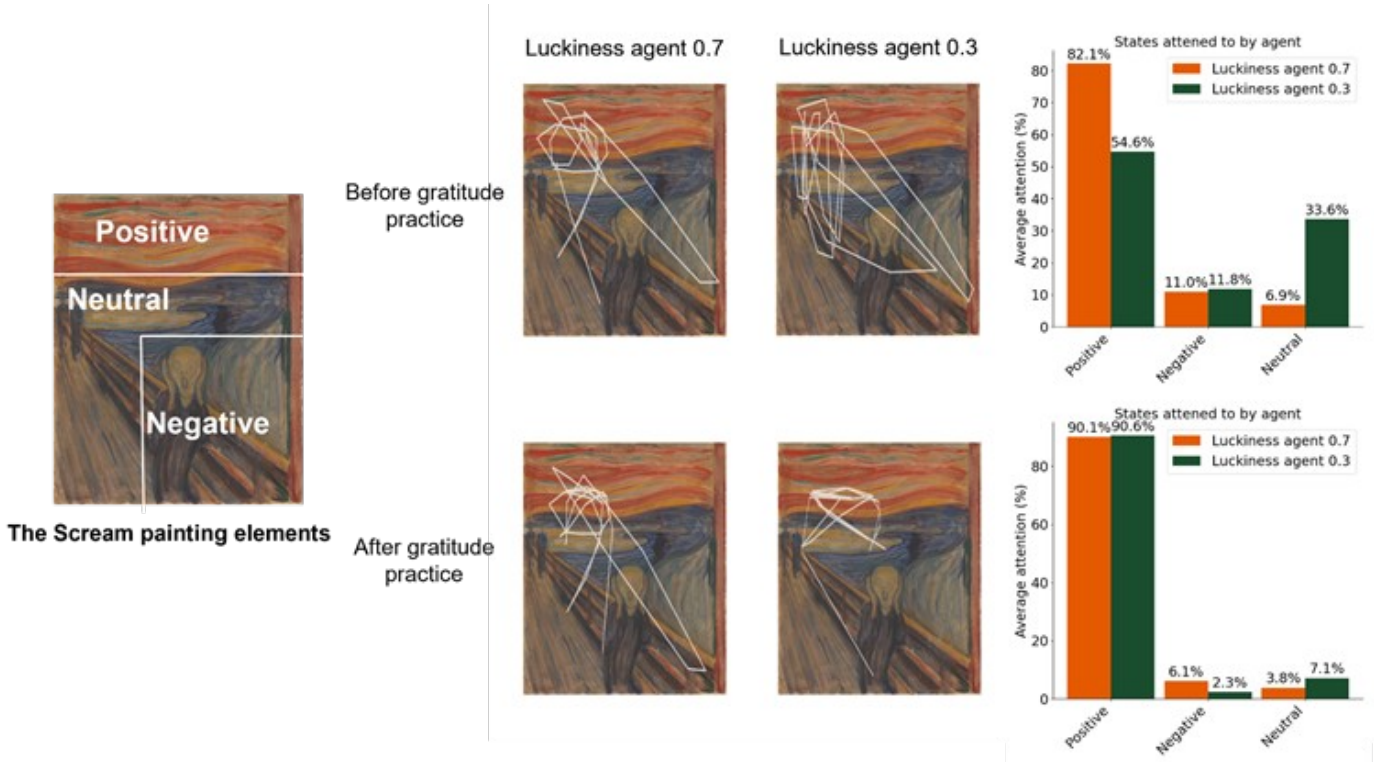 Positive
Neutral
Negative
The Scream painting elements
Luckiness agent 0.7
Luckiness agent 0.3
Before gratitude
practice
After gratitude
practice
States attened to by agent
Luckiness agent 0.7
Luckiness agent 0.3
Average attention (%)
80
70
60
50
40
30
20
10
0
82.1%
54.6%
11.0%
11.8%
6.9%
33.6%
Positive
Negative
Neutral
States attened to by agent
Luckiness agent 0.7
Luckiness agent 0.3
Average attention (%)
80
60
40
20
0
90.1%
90.6%
6.1%
2.3%
3.8%
7.1%
Positive
Negative
Neutral